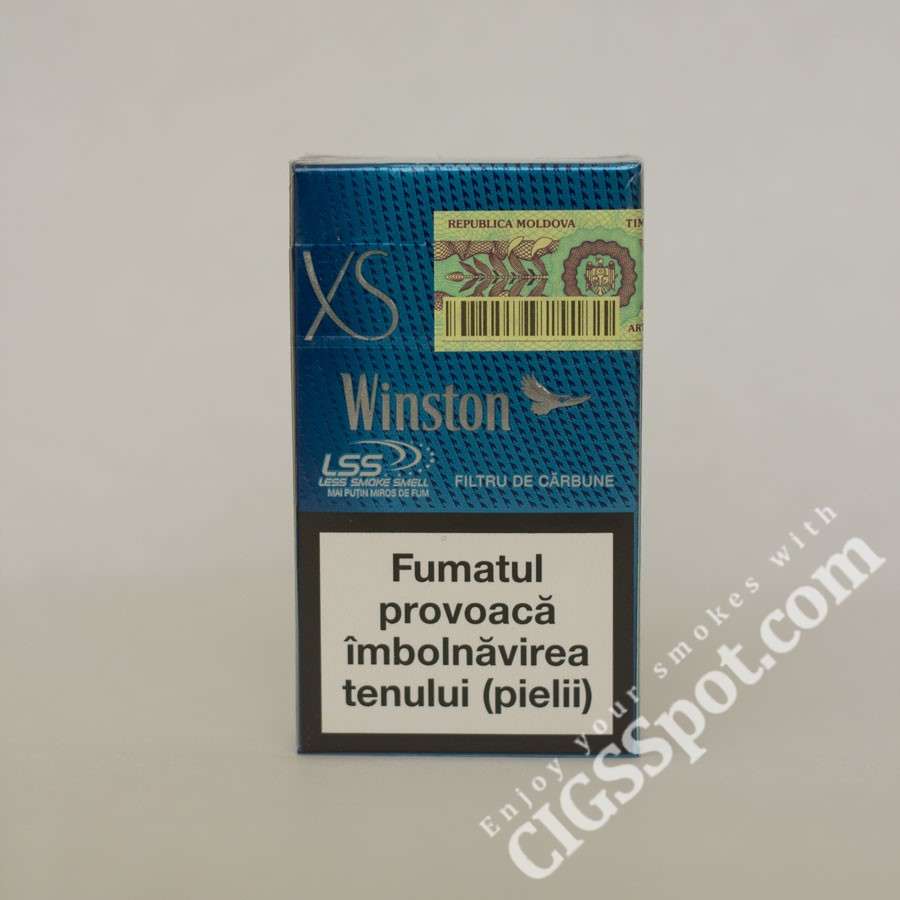 REPUBLICA MOLDOVA
XS
Winston
LSS
LESS SMOKE SMELL
MAI PUȚIN MIROS DE FUM
FILTRU DE CĂRBUNE
Fumatul
provoacă
îmbolnăvirea
tenului (pielii)
Enjoy your smokes with
CIGSSpot.com